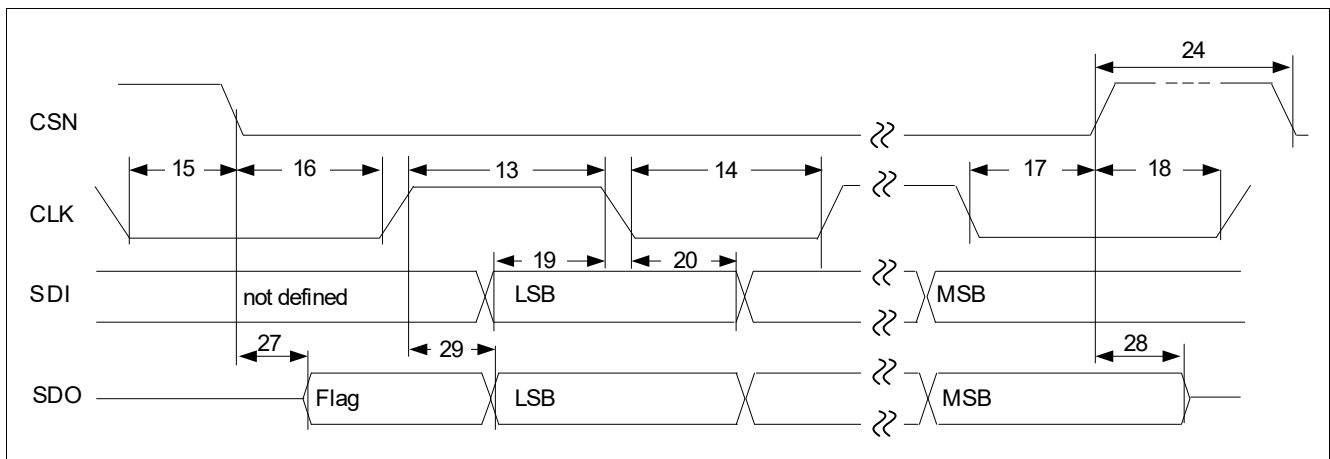 24
CSN
15 16 13 14 17 18
CLK
19 20
SDI not defined LSB MSB
27 29 28
SDO Flag LSB MSB